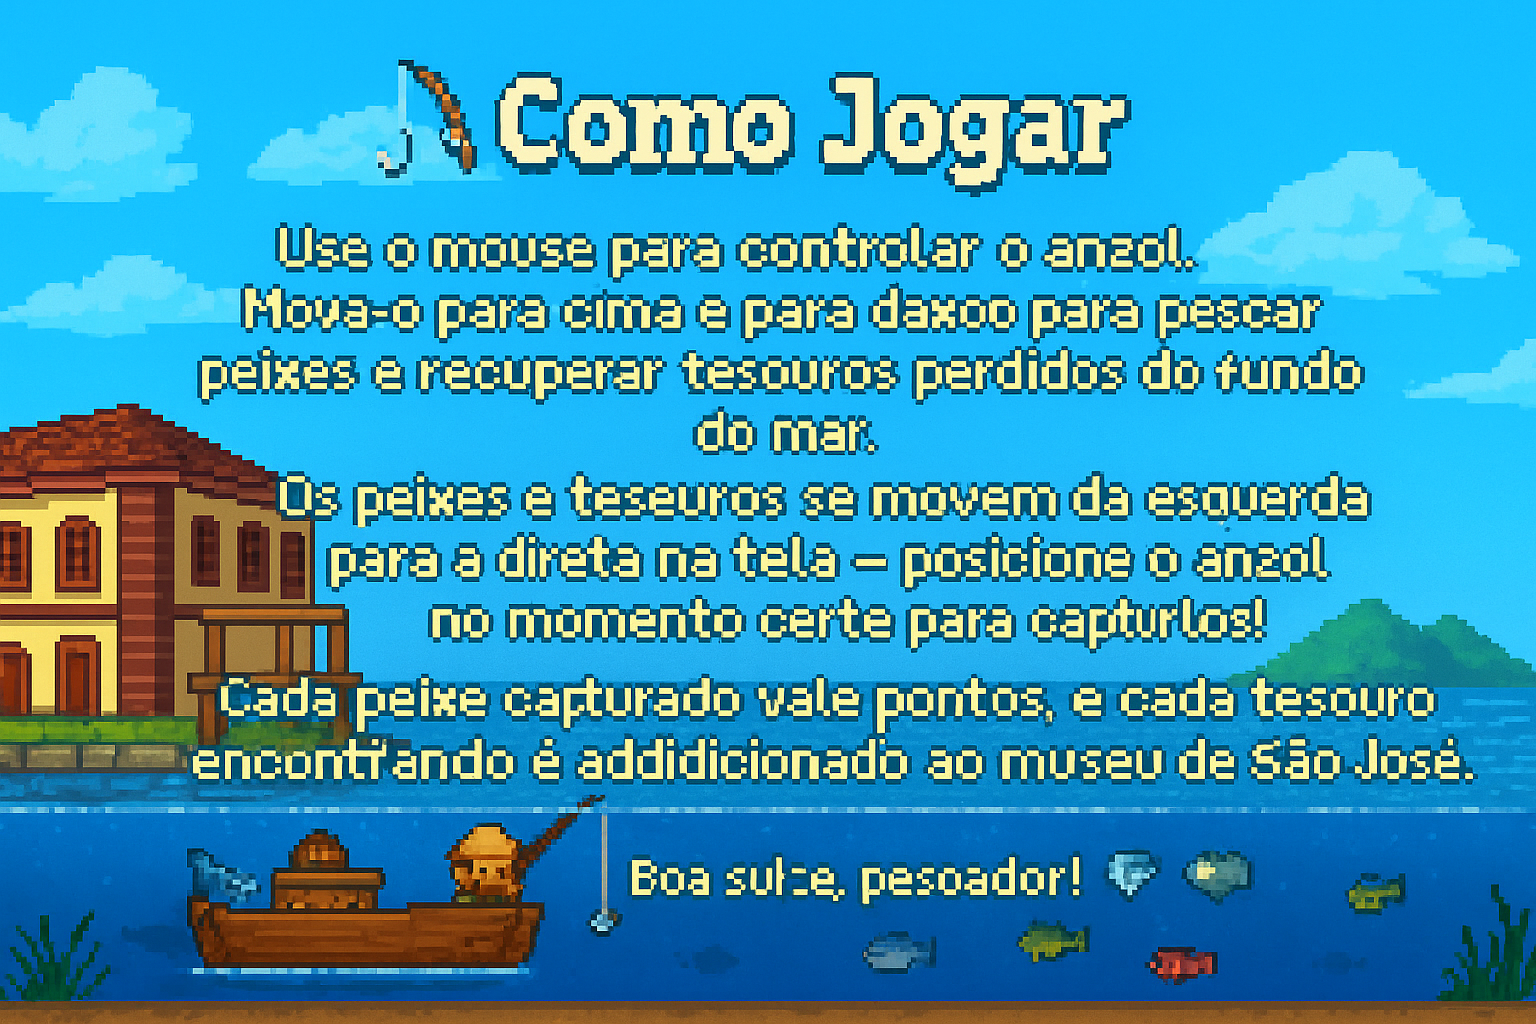 Como Jogar
Use o mouse para controlar o anzol.
Mova-o para cima e para daxoo para pescar
peixes e recuperar tesouros perdidos do fundo
do mar.
Os peixes e teseuros se movem da esquerda
para a direta na tela – posicione o anzol
no momento certe para capturlos!
Cada peixe capturado vale pontos, e cada tesouro
encontrando é addidicionado ao museu de São José.
Boa pesoador!